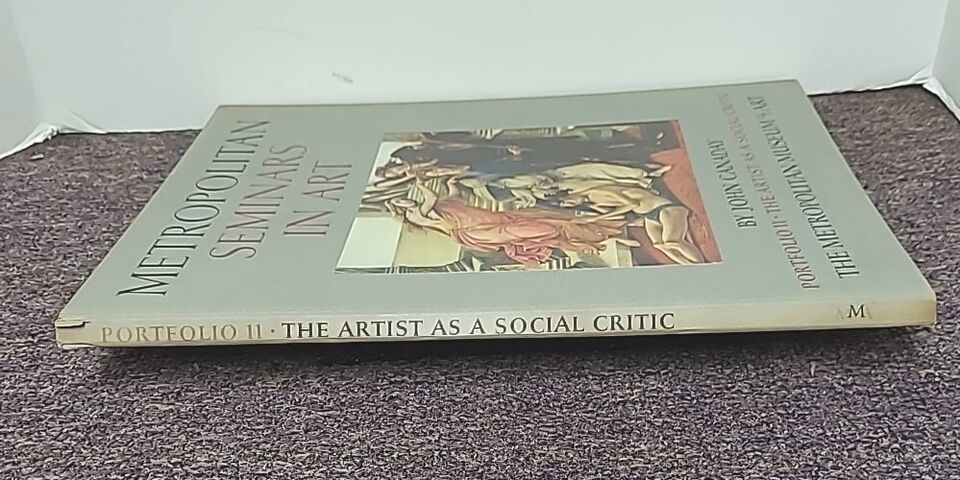 METROPOLITAN
SEMINARS
IN ART
BY JOHN CANADAY
PORTFOLIO 11 · THE ARTIST AS A SOCIAL CRITIC
THE METROPOLITAN MUSEUM OF ART
PORTFOLIO 11 · THE ARTIST AS A SOCIAL CRITIC
M